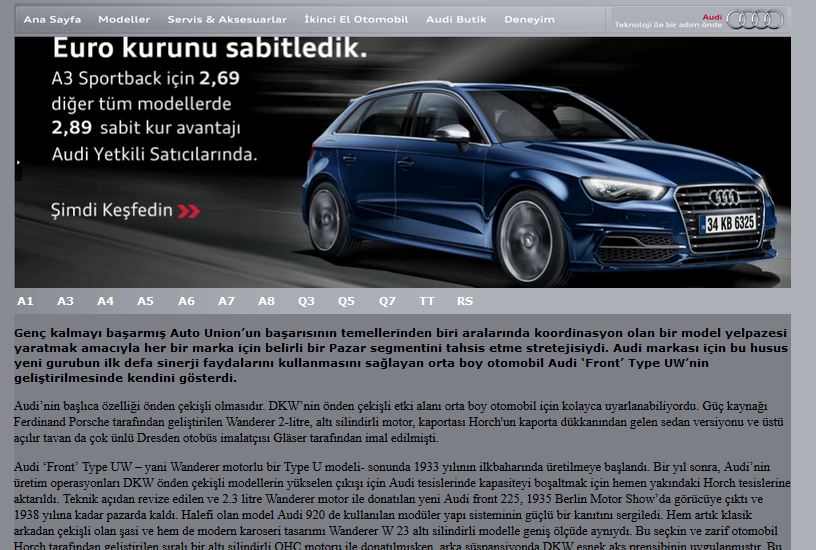 Ana Sayfa Modeller Servis & Aksesuarlar İkinci El Otomobil Audi Butik Deneyim
Audi
Teknoloji ile bir adım önde
Euro kurunu sabitledik.
A3 Sportback için 2,69
diğer tüm modellerde
2,89 sabit kur avantajı
Audi Yetkili Satıcılarında.
Şimdi Keşfedin
34 KB 6325
A1 A3 A4 A5 A6 A7 A8 Q3 Q5 Q7 TT RS
Genç kalmayı başarmış Auto Union’un başarısının temellerinden biri aralarında koordinasyon olan bir model yelpazesi
yaratmak amacıyla her bir marka için belirli bir Pazar segmentini tahsis etme stretejisiydi. Audi markası için bu husus
yeni gurubun ilk defa sinerji faydalarını kullanmasını sağlayan orta boy otomobil Audi ‘Front’ Type UW’nin
geliştirilmesinde kendini gösterdi.
Audi’nin başlıca özelliği önden çekişli olmasıdır. DKW’nin önden çekişli etki alanı orta boy otomobil için kolayca uyarlanabiliyordu. Güç kaynağı
Ferdinand Porsche tarafından geliştirilen Wanderer 2-litre, altı silindirli motor, kaportası Horch'un kaporta dükkanından gelen sedan versiyonu ve üstü
açılır tavan da çok ünlü Dresden otobüs imalatçısı Gläser tarafından imal edilmişti.
Audi ‘Front’ Type UW – yani Wanderer motorlu bir Type U modeli- sonunda 1933 yılının ilkbaharında üretilmeye başlandı. Bir yıl sonra, Audi’nin
üretim operasyonları DKW önden çekişli modellerin yükselen çıkışı için Audi tesislerinde kapasiteyi boşaltmak için hemen yakındaki Horch tesislerine
aktarıldı. Teknik açıdan revize edilen ve 2.3 litre Wanderer motor ile donatılan yeni Audi front 225, 1935 Berlin Motor Show’da görücüye çıktı ve
1938 yılına kadar pazarda kaldı. Halefi olan model Audi 920 de kullanılan modüler yapı sisteminin güçlü bir kanıtını sergiledi. Hem artık klasik
arkadan çekişli olan şasi ve hem de modern karoseri tasarımı Wanderer W 23 altı silindirli modelle geniş ölçüde aynıydı. Bu seçkin ve zarif otomobil
Horch tarafından geliştirilen sıralı bir altı silindirli OHC motoru ile donatılmışken, arka süspansiyonda DKW esnek aks prensibinin uygulanmıştır. Bu